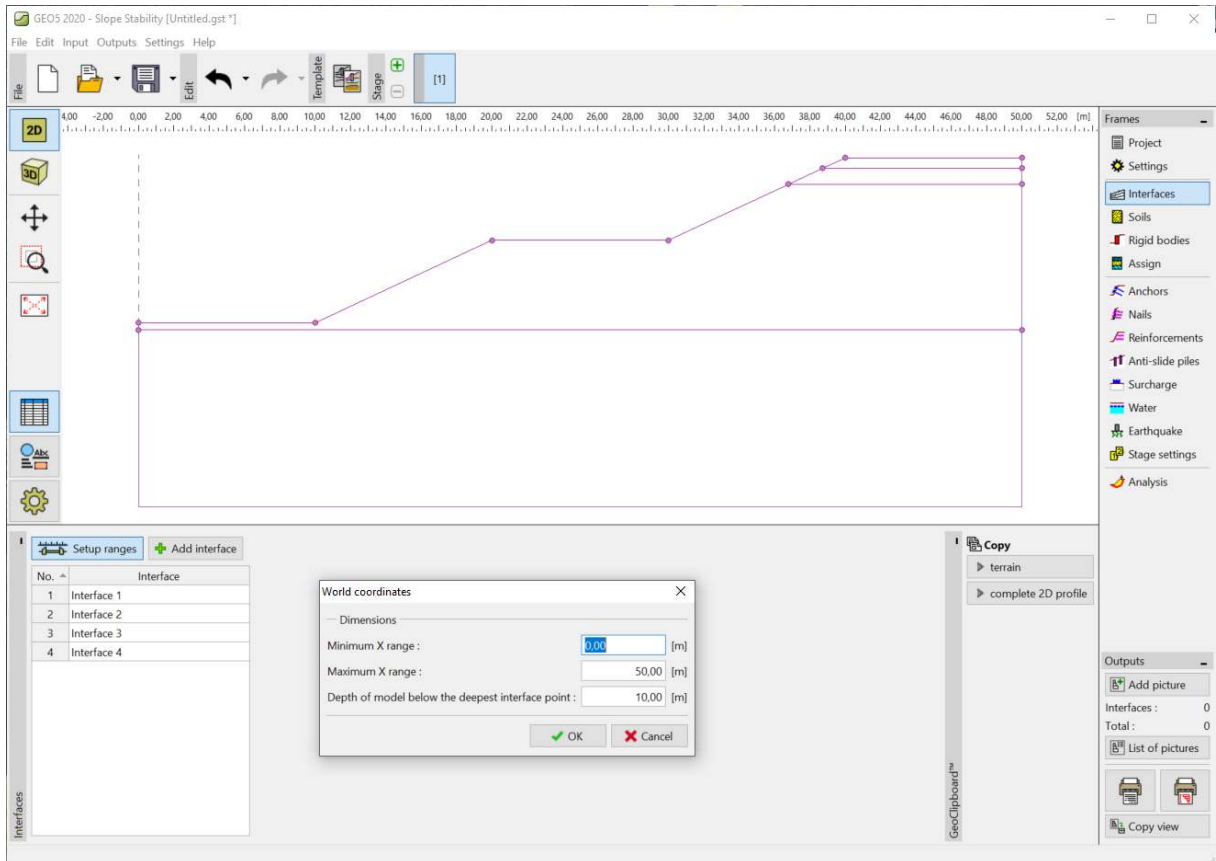 GEO5 2020 - Slope Stability [Untitled.gst *]
File Edit Input Outputs Settings Help
File
Edit
Template
Stage
[1]
2D
4,00 -2,00 0,00 2,00 4,00 6,00 8,00 10,00 12,00 14,00 16,00 18,00 20,00 22,00 24,00 26,00 28,00 30,00 32,00 34,00 36,00 38,00 40,00 42,00 44,00 46,00 48,00 50,00 52,00 [m]
3D
Abc
Frames
Project
Settings
Interfaces
Soils
Rigid bodies
Assign
Anchors
Nails
Reinforcements
Anti-slide piles
Surcharge
Water
Earthquake
Stage settings
Analysis
Interfaces
Setup ranges
Add interface
No. Interface
1 Interface 1
2 Interface 2
3 Interface 3
4 Interface 4
World coordinates
Dimensions
Minimum X range : 0,00 [m]
Maximum X range : 50,00 [m]
Depth of model below the deepest interface point : 10,00 [m]
OK Cancel
GeoClipboard™
Copy
terrain
complete 2D profile
Outputs
Add picture
Interfaces : 0
Total : 0
List of pictures
Copy view